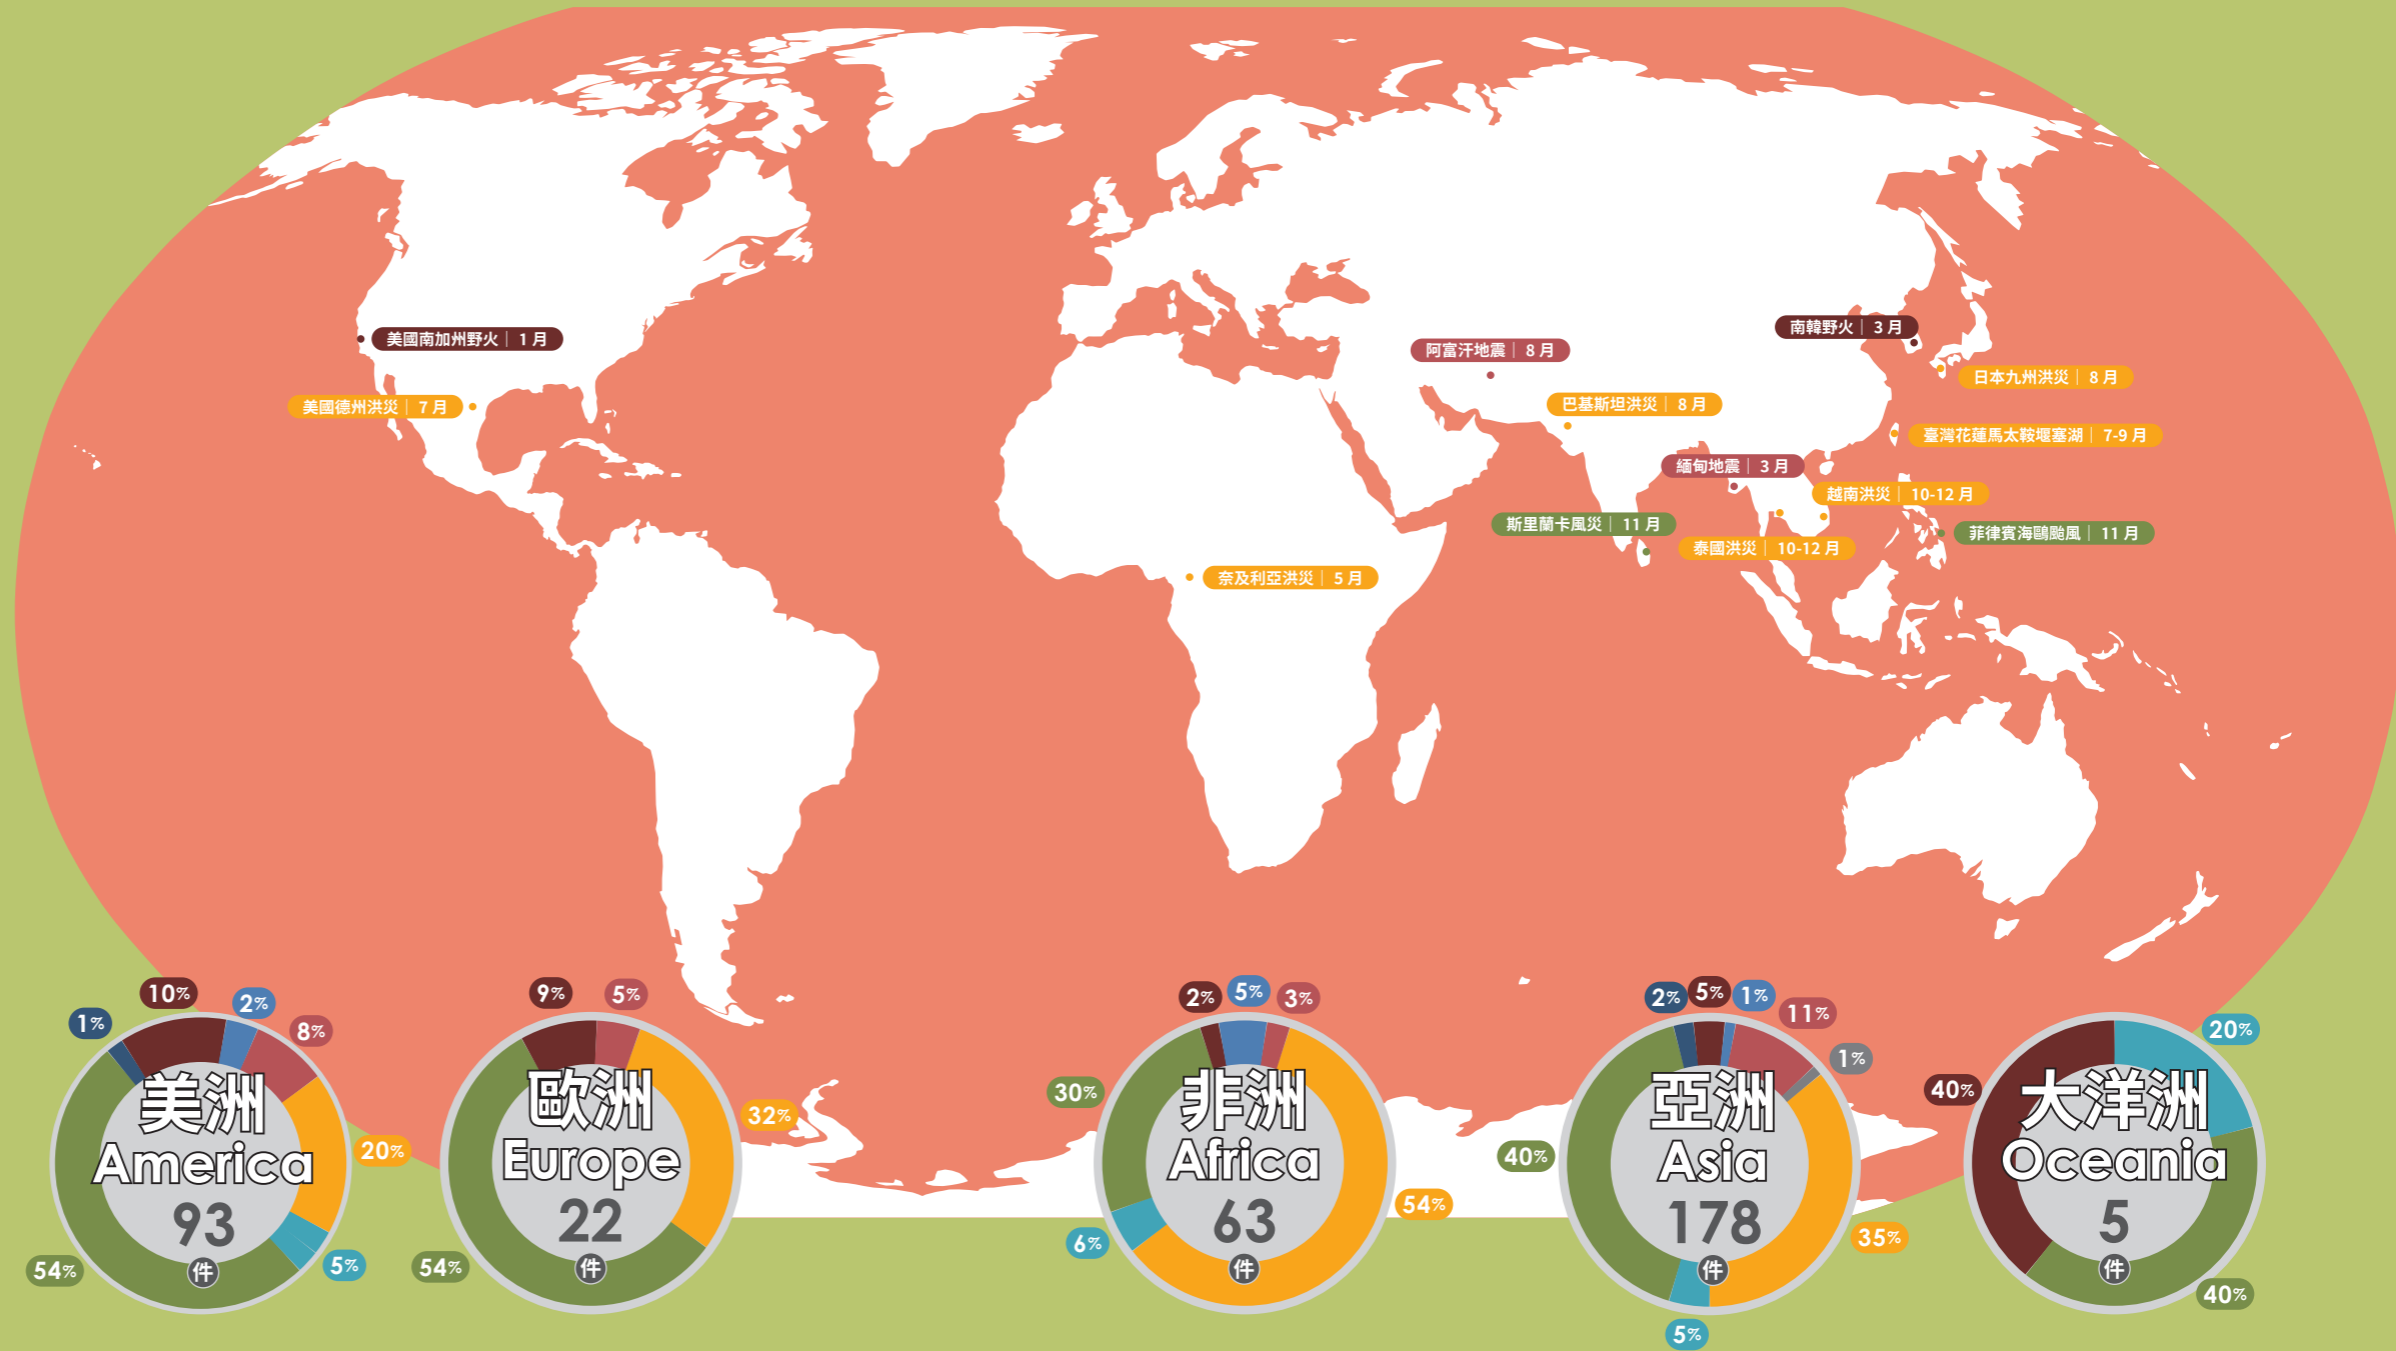 美國南加州野火｜ 1 月
美國德州洪災｜ 7 月
阿富汗地震｜ 8 月
巴基斯坦洪災｜ 8 月
南韓野火｜ 3 月
日本九州洪災｜ 8 月
臺灣花蓮馬太鞍堰塞湖｜ 7-9 月
緬甸地震｜ 3 月
越南洪災｜ 10-12 月
斯里蘭卡風災｜ 11 月
泰國洪災｜ 10-12 月
菲律賓海鷗颱風｜ 11 月
奈及利亞洪災｜ 5 月
1%
10%
2%
8%
20%
5%
54%
美洲
America
93
件
9%
5%
32%
54%
歐洲
Europe
22
件
2%
5%
3%
30%
54%
6%
非洲
Africa
63
件
2%
5%
1%
11%
1%
40%
35%
5%
亞洲
Asia
178
件
20%
40%
40%
大洋洲
Oceania
5
件